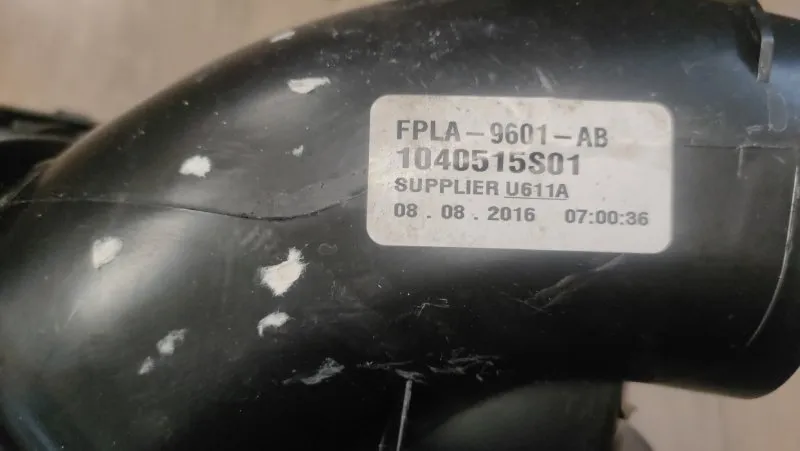 FPLA-9601-AB
1040515S01
SUPPLIER U611A
08.08.2016 07:00:36